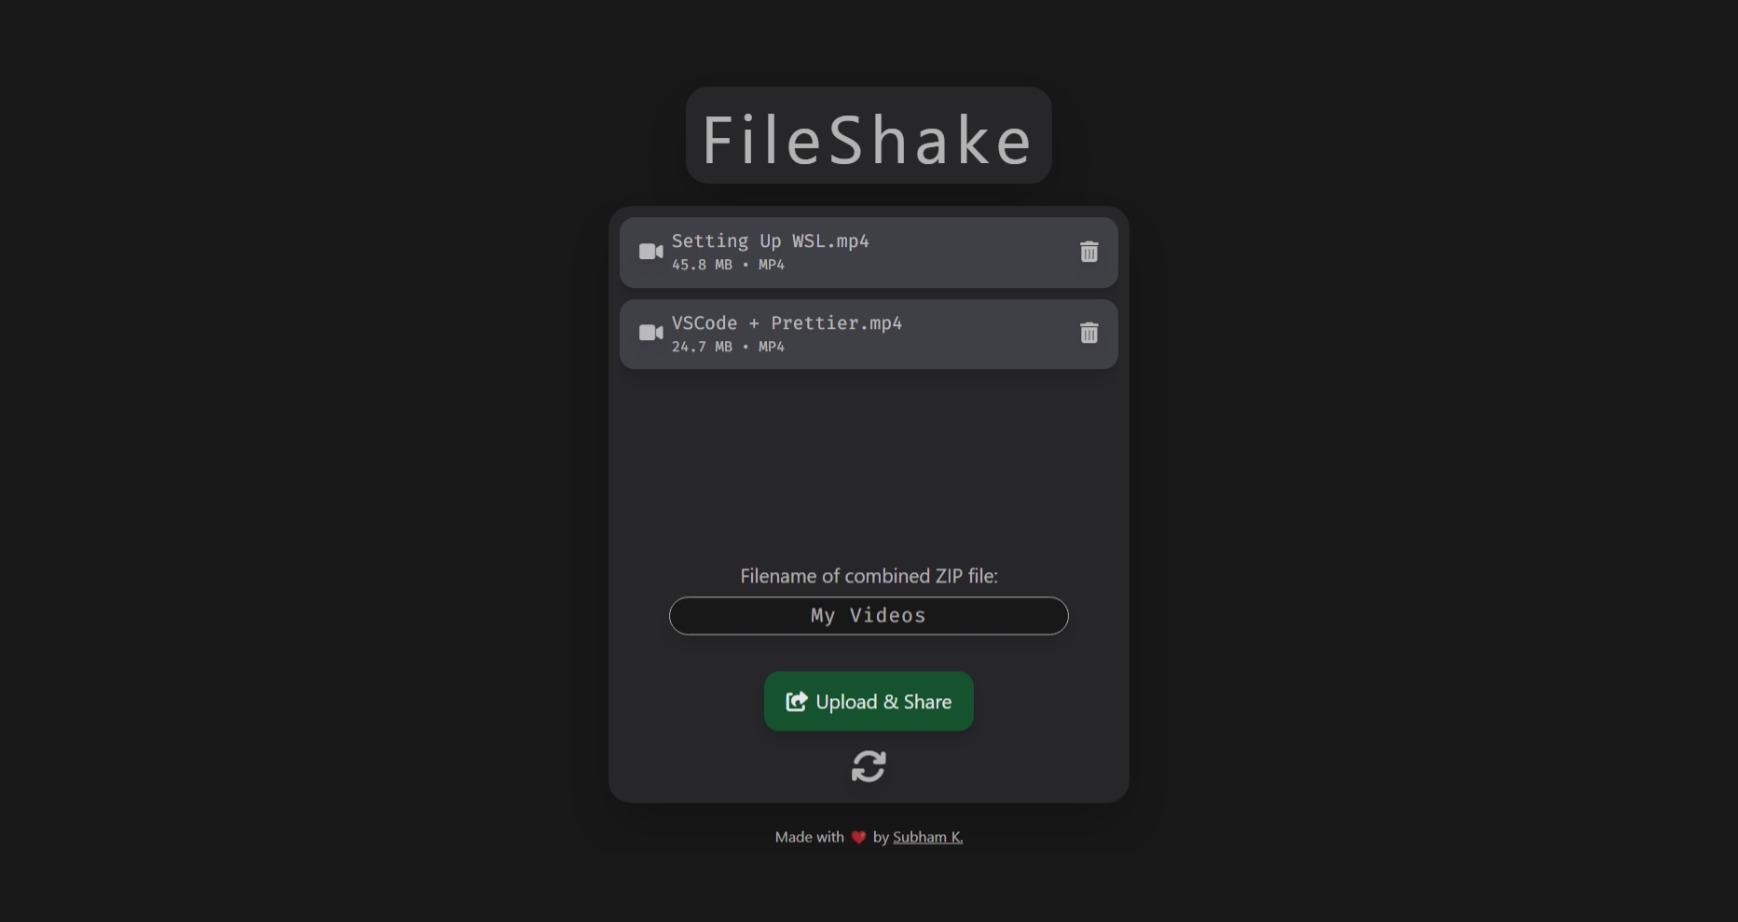 FileShake
Setting Up WSL.mp4
45.8 MB • MP4
VSCode + Prettier.mp4
24.7 MB • MP4
Filename of combined ZIP file:
My Videos
Upload & Share
Made with ❤ by Subham K.